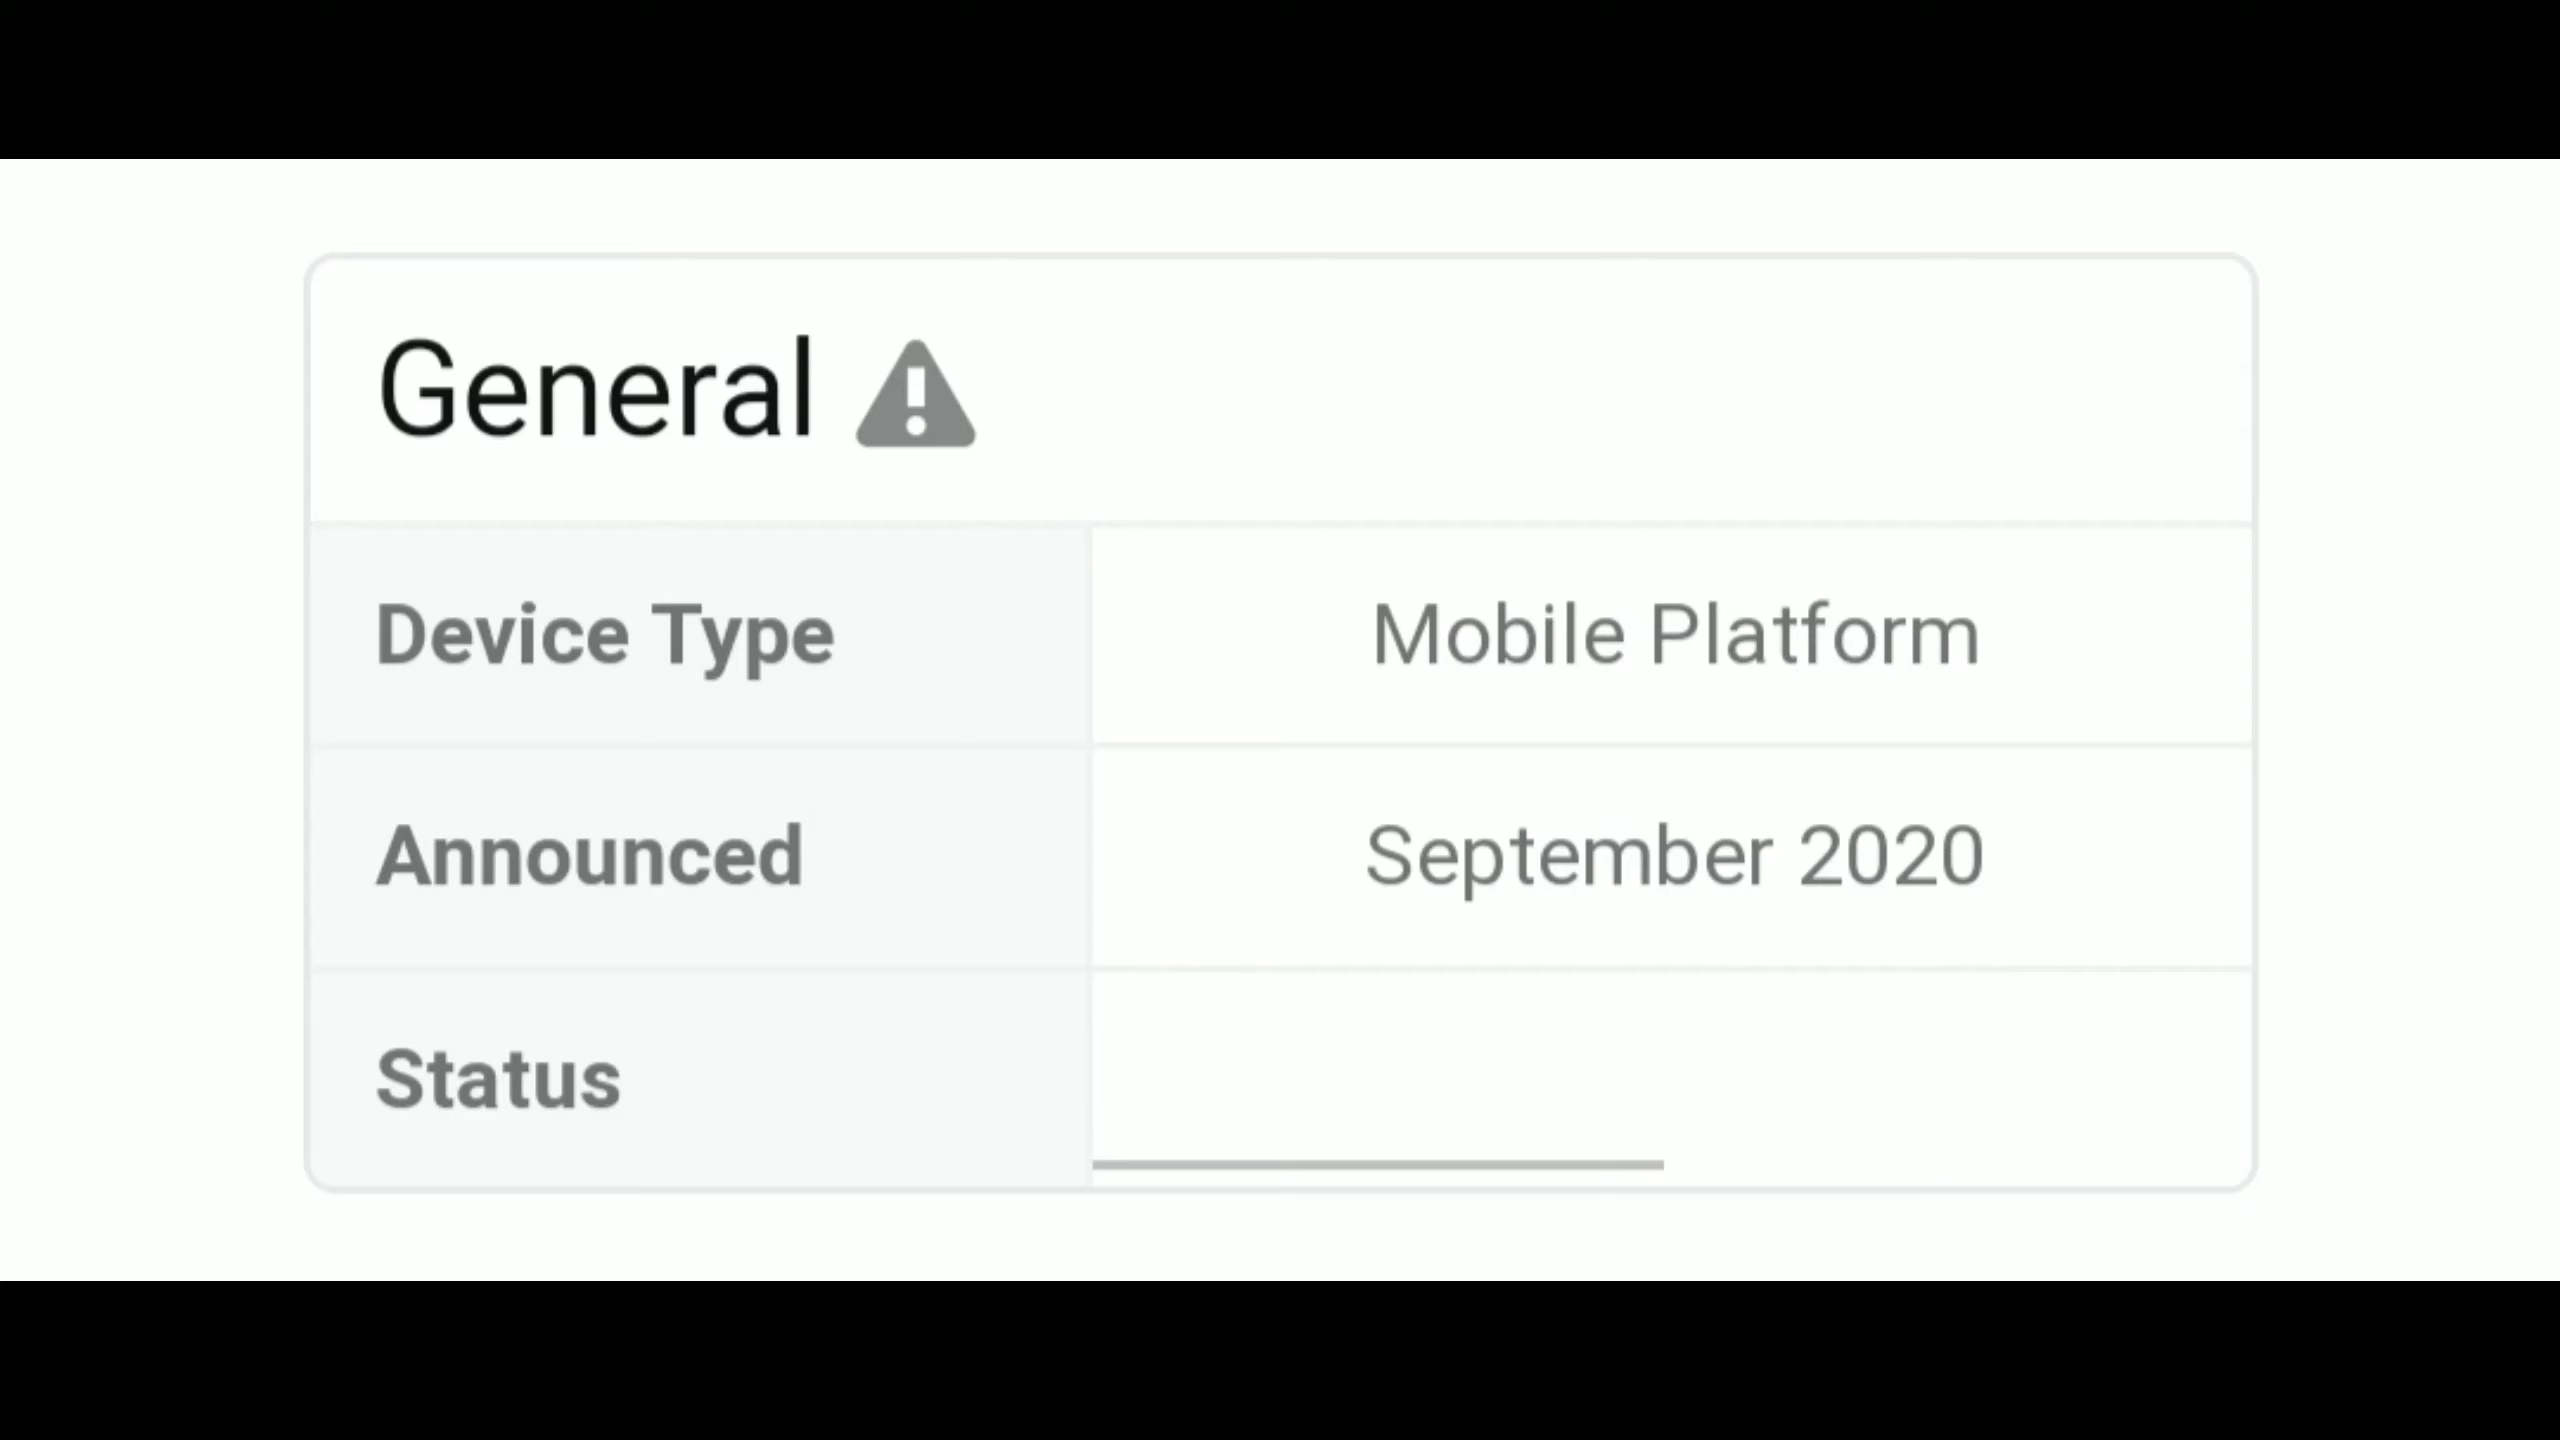 General
Device Type Mobile Platform
Announced September 2020
Status